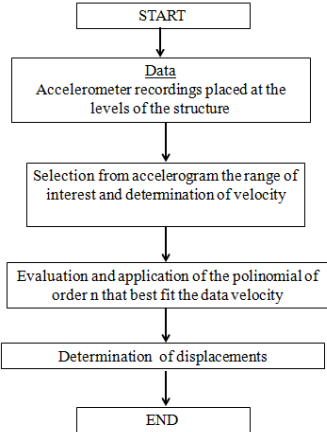 START
Data
Accelerometer recordings placed at the
levels of the structure
Selection from accelerogram the range of
interest and determination of velocity
Evaluation and application of the polinomial of
order n that best fit the data velocity
Determination of displacements
END